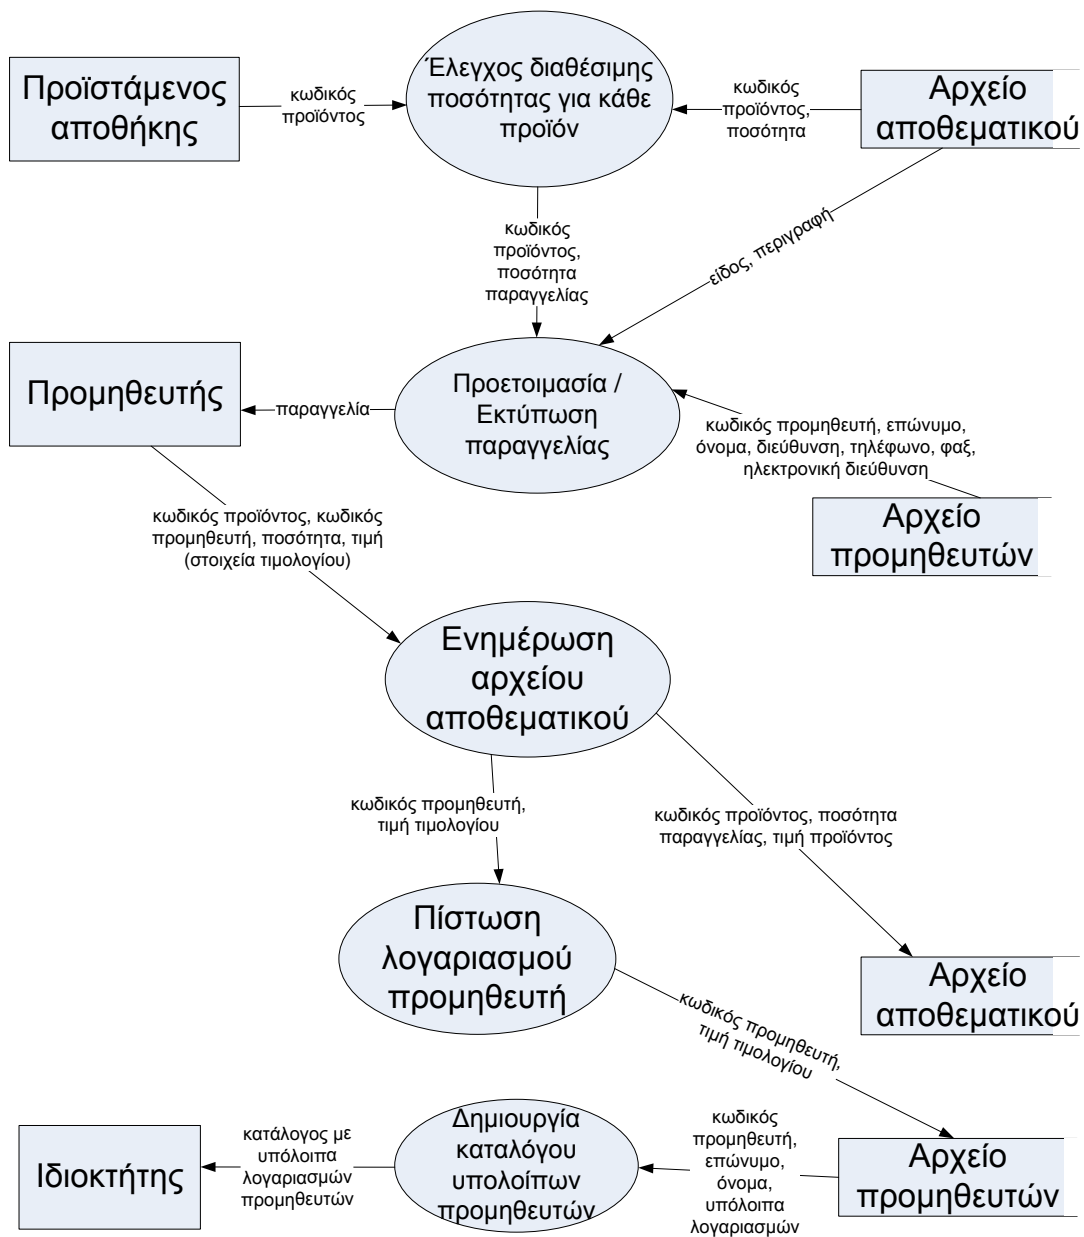 Προϊστάμενος
αποθήκης
κωδικός
προϊόντος
Έλεγχος διαθέσιμης
ποσότητας για κάθε
προϊόν
κωδικός
προϊόντος,
ποσότητα
Αρχείο
αποθεματικού
κωδικός
προϊόντος,
ποσότητα
παραγγελίας
είδος, περιγραφή
Προμηθευτής
παραγγελία
Προετοιμασία /
Εκτύπωση
παραγγελίας
κωδικός προμηθευτή, επώνυμο,
όνομα, διεύθυνση, τηλέφωνο, φαξ,
ηλεκτρονική διεύθυνση
Αρχείο
προμηθευτών
κωδικός προϊόντος, κωδικός
προμηθευτή, ποσότητα, τιμή
(στοιχεία τιμολογίου)
Ενημέρωση
αρχείου
αποθεματικού
κωδικός προμηθευτή,
τιμή τιμολογίου
κωδικός προϊόντος, ποσότητα
παραγγελίας, τιμή προϊόντος
Πίστωση
λογαριασμού
προμηθευτή
Αρχείο
αποθεματικού
κωδικός προμηθευτή,
τιμή τιμολογίου
Ιδιοκτήτης
κατάλογος με
υπόλοιπα
λογαριασμών
προμηθευτών
Δημιουργία
καταλόγου
υπολοίπων
προμηθευτών
κωδικός
προμηθευτή,
επώνυμο,
όνομα,
υπόλοιπα
λογαριασμών
Αρχείο
προμηθευτών